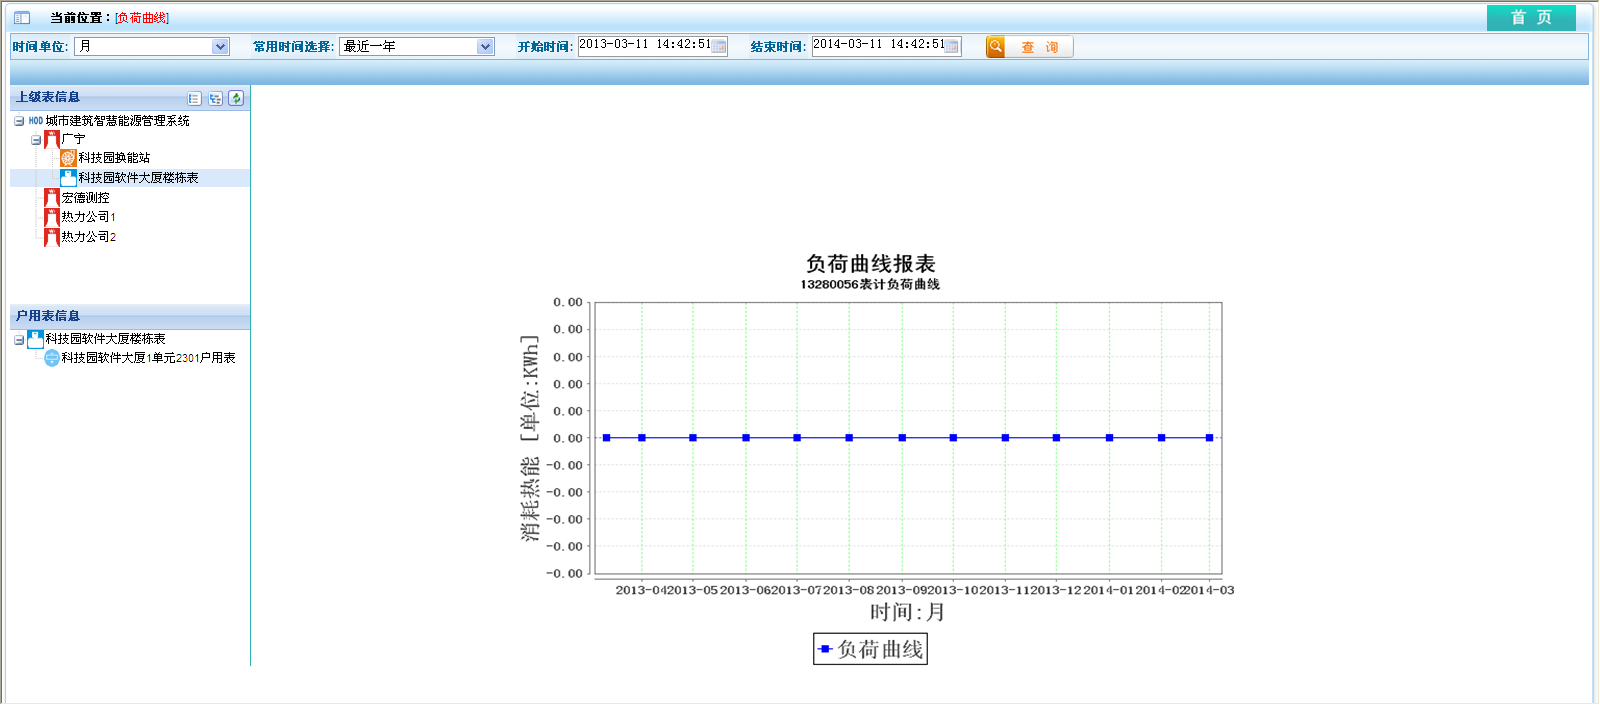 当前位置：[负荷曲线]
首 页
时间单位: 月 常用时间选择: 最近一年 开始时间: 2013-03-11 14:42:51 结束时间: 2014-03-11 14:42:51 查 询
上级表信息
HOD 城市建筑智慧能源管理系统
广宁
科技园换能站
科技园软件大厦楼栋表
宏德测控
热力公司1
热力公司2
户用表信息
科技园软件大厦楼栋表
科技园软件大厦1单元2301户用表
负荷曲线报表
13280056表计负荷曲线
消耗热能 [单位:KWh]
0.00
0.00
0.00
0.00
0.00
0.00
-0.00
-0.00
-0.00
-0.00
-0.00
2013-04 2013-05 2013-06 2013-07 2013-08 2013-09 2013-10 2013-11 2013-12 2014-01 2014-02 2014-03
时间:月
负荷曲线